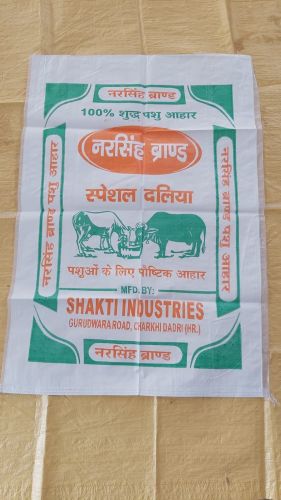 नरसिंह ब्राण्ड
100% शुद्ध पशु आहार
नरसिंह ब्राण्ड
स्पेशल दलिया
नरसिंह ब्राण्ड पशु आहार
नरसिंह ब्राण्ड पशु आहार
पशुओं के लिए पौष्टिक आहार
MFD. BY:
SHAKTI INDUSTRIES
GURUDWARA ROAD, CHARKHI DADRI (HR.)
नरसिंह ब्राण्ड